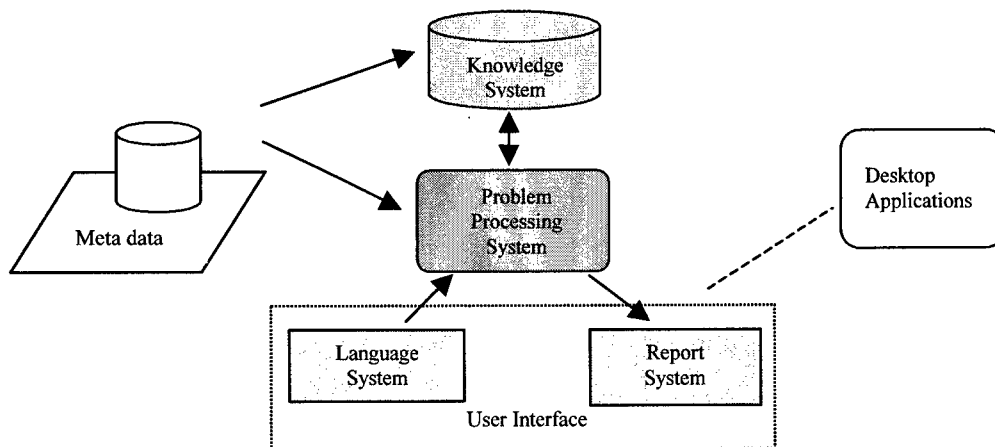 Knowledge
System
Meta data
Problem
Processing
System
Desktop
Applications
Language
System
Report
System
User Interface